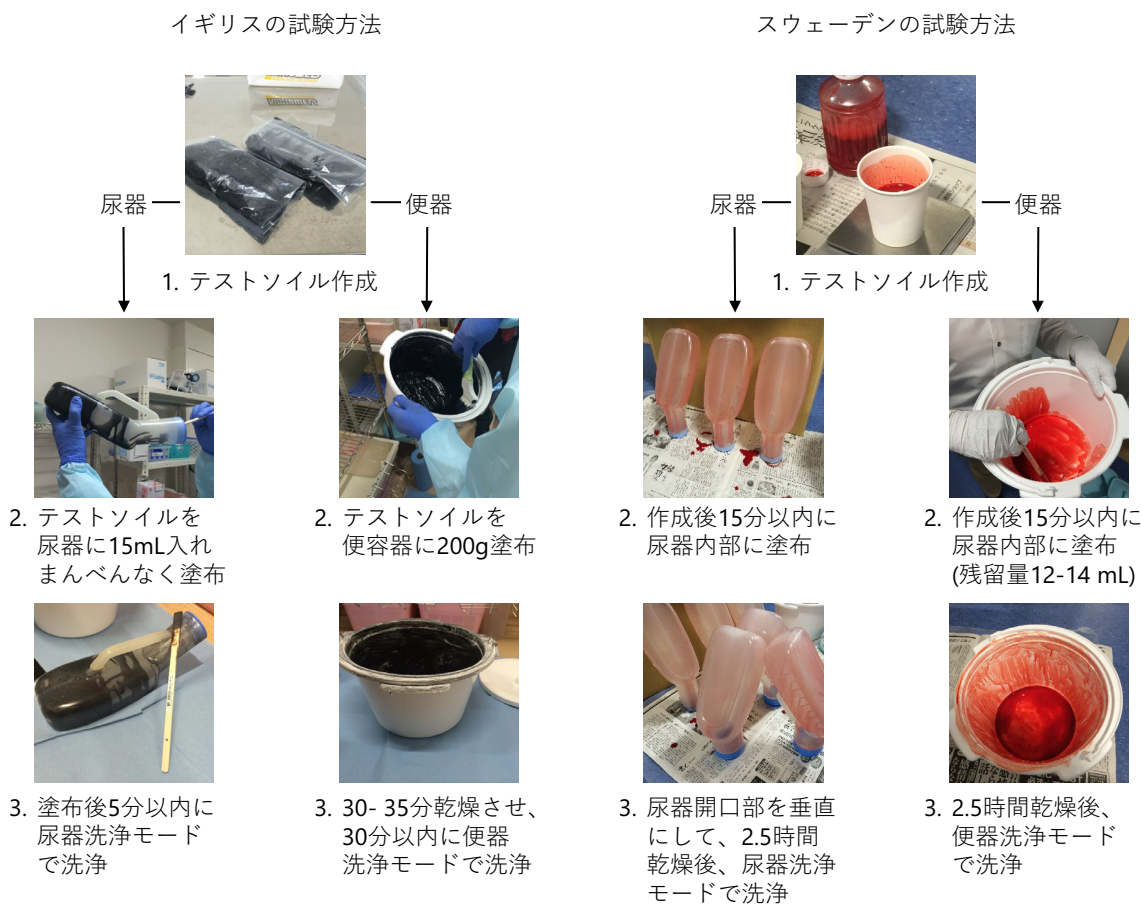 イギリスの試験方法
尿器
便器
1. テストソイル作成
2. テストソイルを
尿器に15mL入れ
まんべんなく塗布
2. テストソイルを
便容器に200g塗布
3. 塗布後5分以内に
尿器洗浄モード
で洗浄
3. 30- 35分乾燥させ、
30分以内に便器
洗浄モードで洗浄
スウェーデンの試験方法
尿器
便器
1. テストソイル作成
2. 作成後15分以内に
尿器内部に塗布
2. 作成後15分以内に
尿器内部に塗布
(残留量12-14 mL)
3. 尿器開口部を垂直
にして、2.5時間
乾燥後、尿器洗浄
モードで洗浄
3. 2.5時間乾燥後、
便器洗浄モード
で洗浄